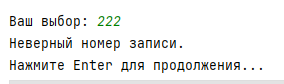 Ваш выбор: 222
Неверный номер записи.
Нажмите Enter для продолжения...